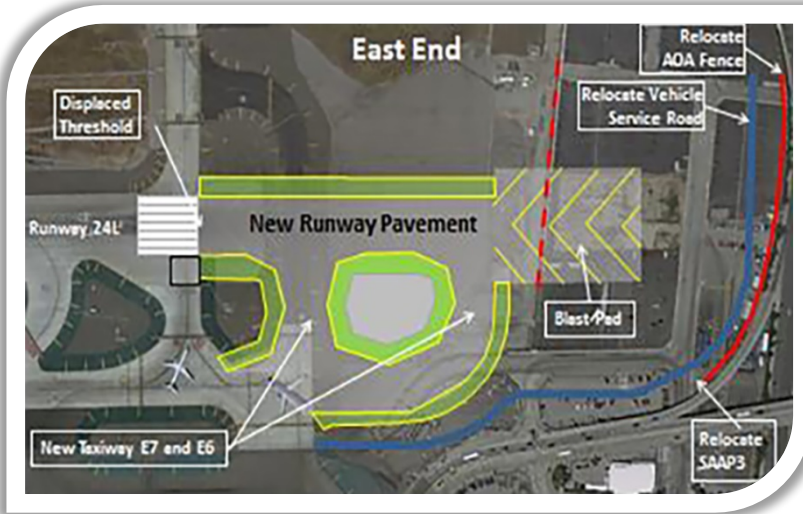 East End
Relocate
AOA Fence
Displaced
Threshold
Relocate Vehicle
Service Road
Runway 24L
New Runway Pavement
Blast Pad
New Taxiway E7 and E6
Relocate
SAAP3